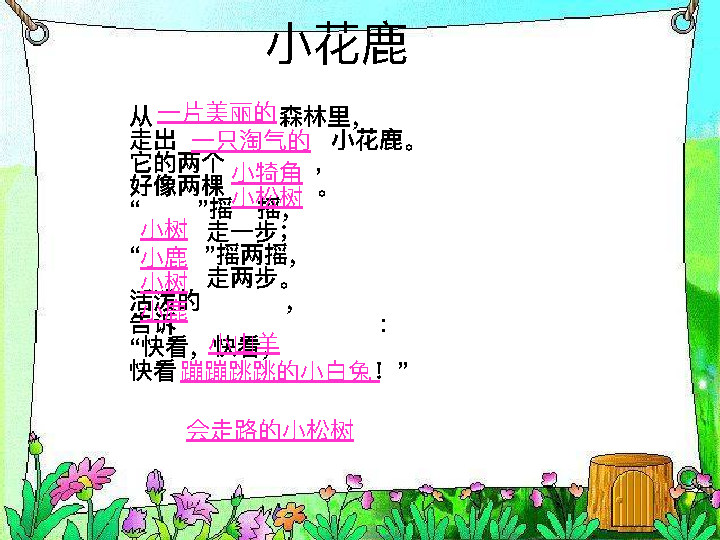 小花鹿
从 一片美丽的 森林里，
走出 一只淘气的 小花鹿。
它的两个 小犄角 ，
好像两棵 小松树 。
“ ”摇一摇，
小树 走一步；
“小鹿 ”摇两摇，
小树 走两步。
活泼的 小鹿 ，
告诉 ：
“快看，快看， 小山羊
快看 蹦蹦跳跳的小白兔！”
会走路的小松树